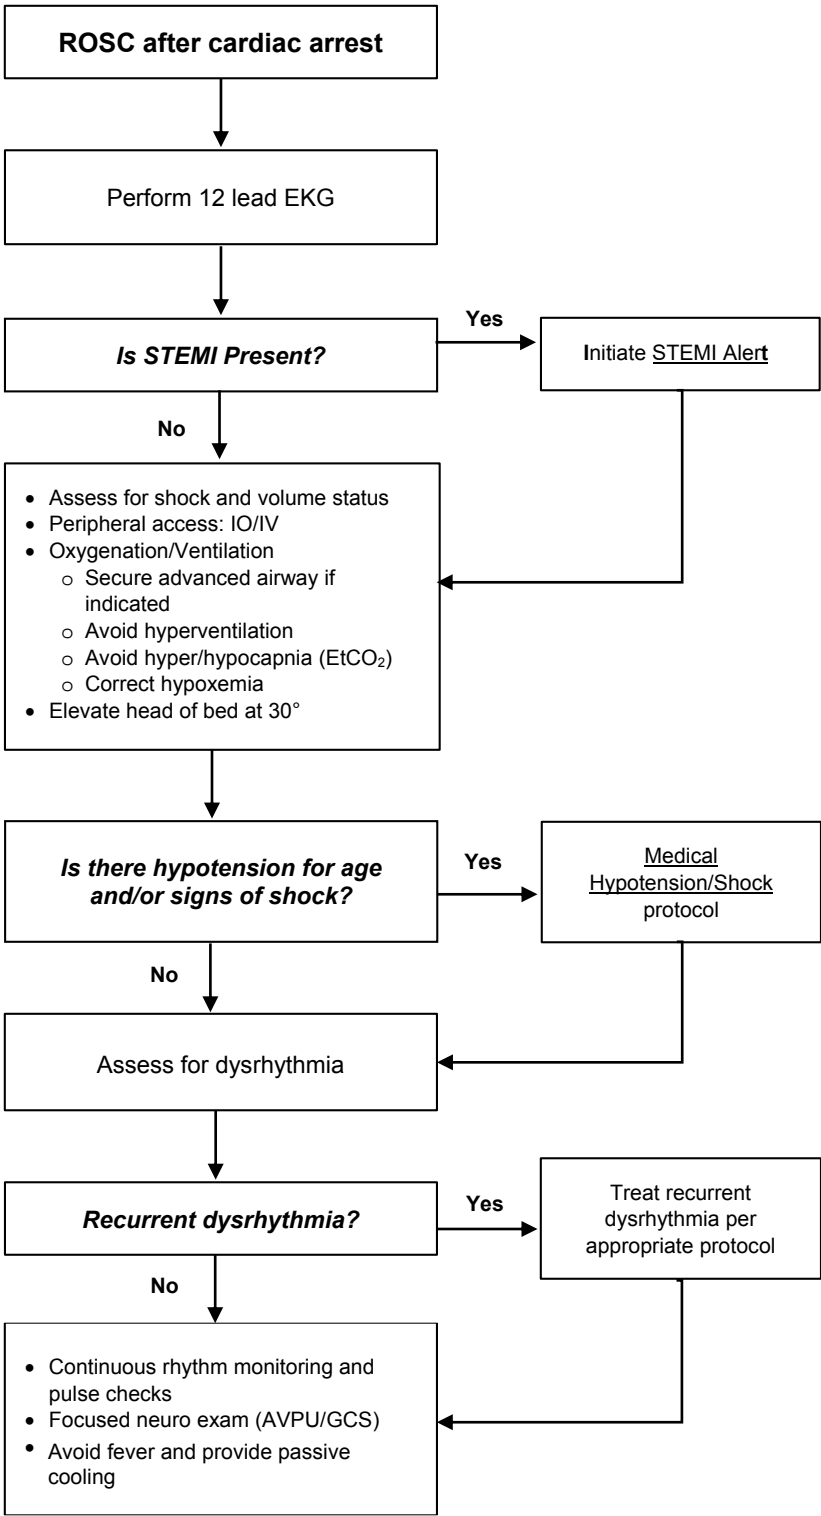 ROSC after cardiac arrest
Perform 12 lead EKG
Is STEMI Present?
Yes
Initiate STEMI Alert
No
• Assess for shock and volume status
• Peripheral access: IO/IV
• Oxygenation/Ventilation
o Secure advanced airway if
indicated
o Avoid hyperventilation
o Avoid hyper/hypocapnia (EtCO₂)
o Correct hypoxemia
• Elevate head of bed at 30°
Is there hypotension for age
and/or signs of shock?
Yes
Medical
Hypotension/Shock
protocol
No
Assess for dysrhythmia
Recurrent dysrhythmia?
Yes
Treat recurrent
dysrhythmia per
appropriate protocol
No
• Continuous rhythm monitoring and
pulse checks
• Focused neuro exam (AVPU/GCS)
• Avoid fever and provide passive
cooling